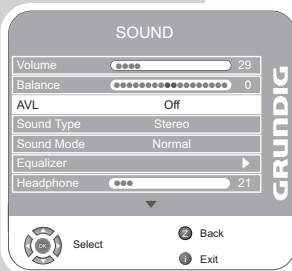 SOUND
Volume 29
Balance 0
AVL Off
Sound Type Stereo
Sound Mode Normal
Equalizer
Headphone 21
GRUNDIG
OK Select
Z Back
i Exit